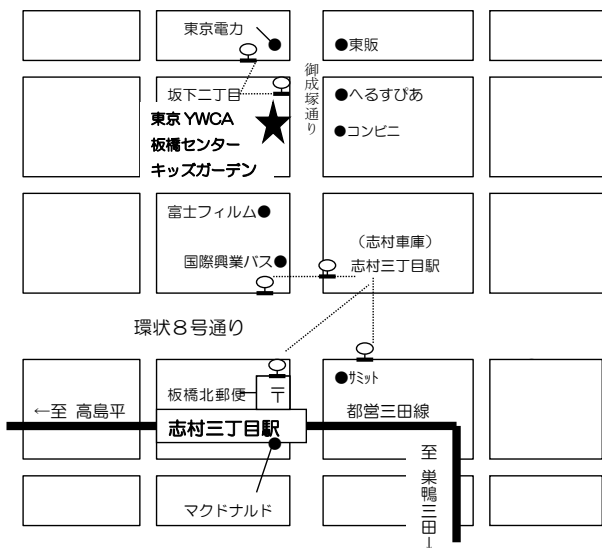 東京電力
東販
御成塚通り
坂下二丁目
へるすぴあ
東京 YWCA
板橋センター
キッズガーデン
コンビニ
富士フィルム
国際興業バス
（志村車庫）
志村三丁目駅
環状８号通り
サミット
板橋北郵便
〒
←至 高島平
都営三田線
志村三丁目駅
至 巣鴨三田→
マクドナルド